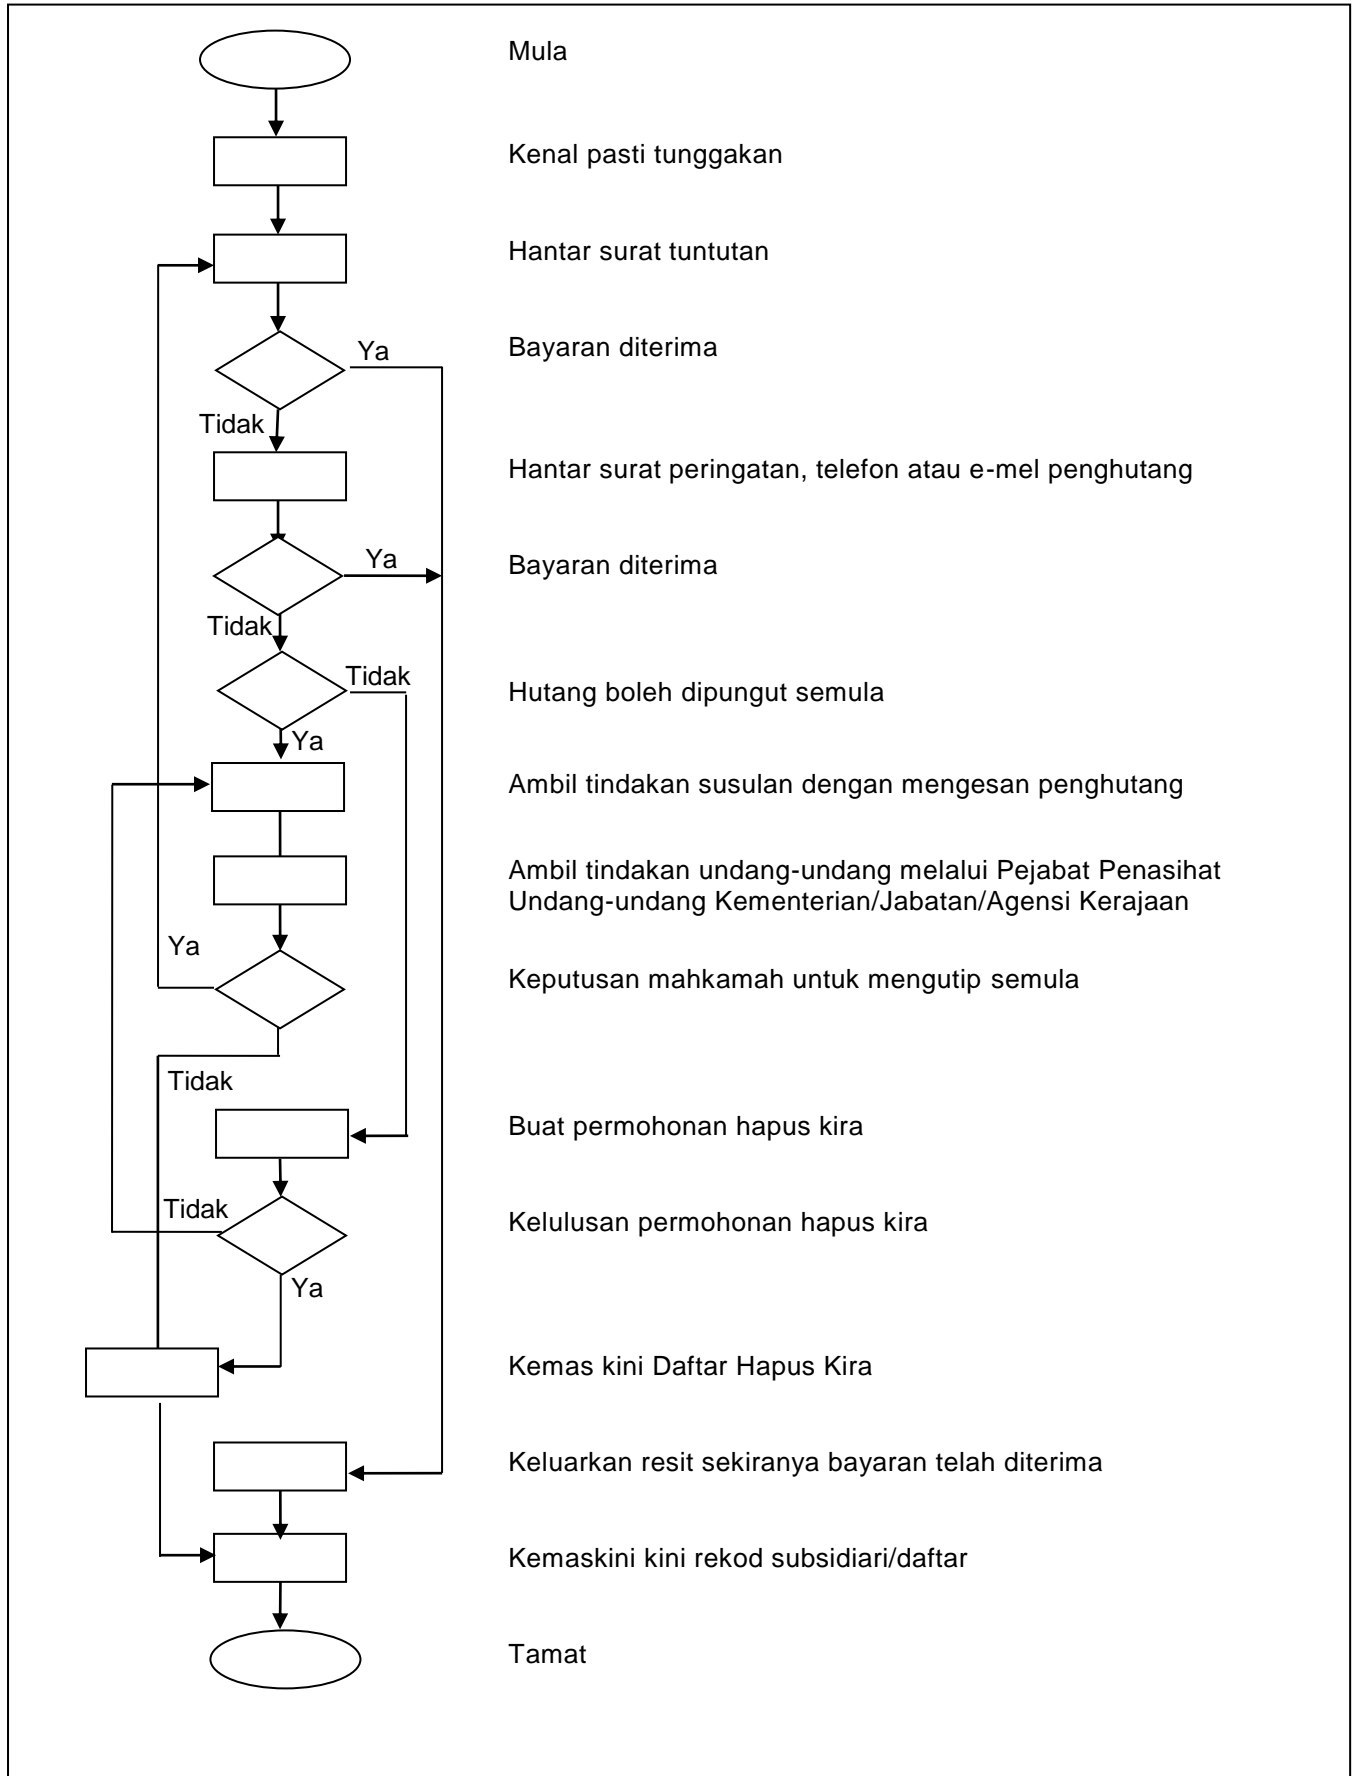 Mula
Kenal pasti tunggakan
Hantar surat tuntutan
Ya
Bayaran diterima
Tidak
Hantar surat peringatan, telefon atau e-mel penghutang
Ya
Bayaran diterima
Tidak
Tidak
Hutang boleh dipungut semula
Ya
Ambil tindakan susulan dengan mengesan penghutang
Ambil tindakan undang-undang melalui Pejabat Penasihat
Undang-undang Kementerian/Jabatan/Agensi Kerajaan
Ya
Keputusan mahkamah untuk mengutip semula
Tidak
Buat permohonan hapus kira
Tidak
Kelulusan permohonan hapus kira
Ya
Kemas kini Daftar Hapus Kira
Keluarkan resit sekiranya bayaran telah diterima
Kemaskini kini rekod subsidiari/daftar
Tamat